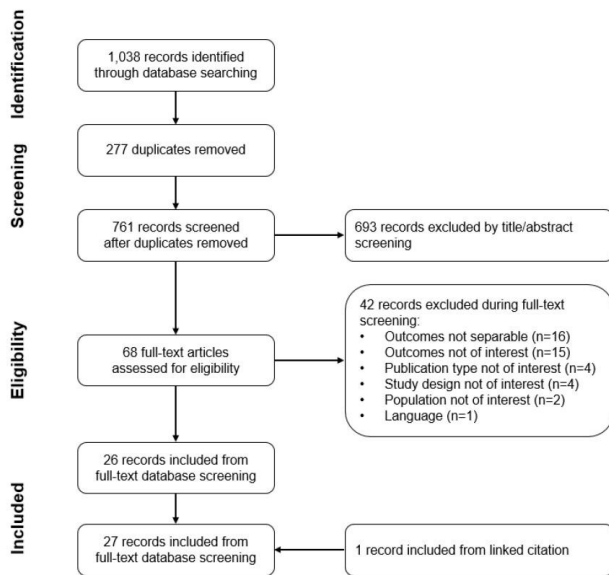 Identification
1,038 records identified
through database searching
277 duplicates removed
Screening
761 records screened
after duplicates removed
693 records excluded by title/abstract
screening
Eligibility
68 full-text articles
assessed for eligibility
42 records excluded during full-text
screening:
• Outcomes not separable (n=16)
• Outcomes not of interest (n=15)
• Publication type not of interest (n=4)
• Study design not of interest (n=4)
• Population not of interest (n=2)
• Language (n=1)
Included
26 records included from
full-text database screening
27 records included from
full-text database screening
1 record included from linked citation